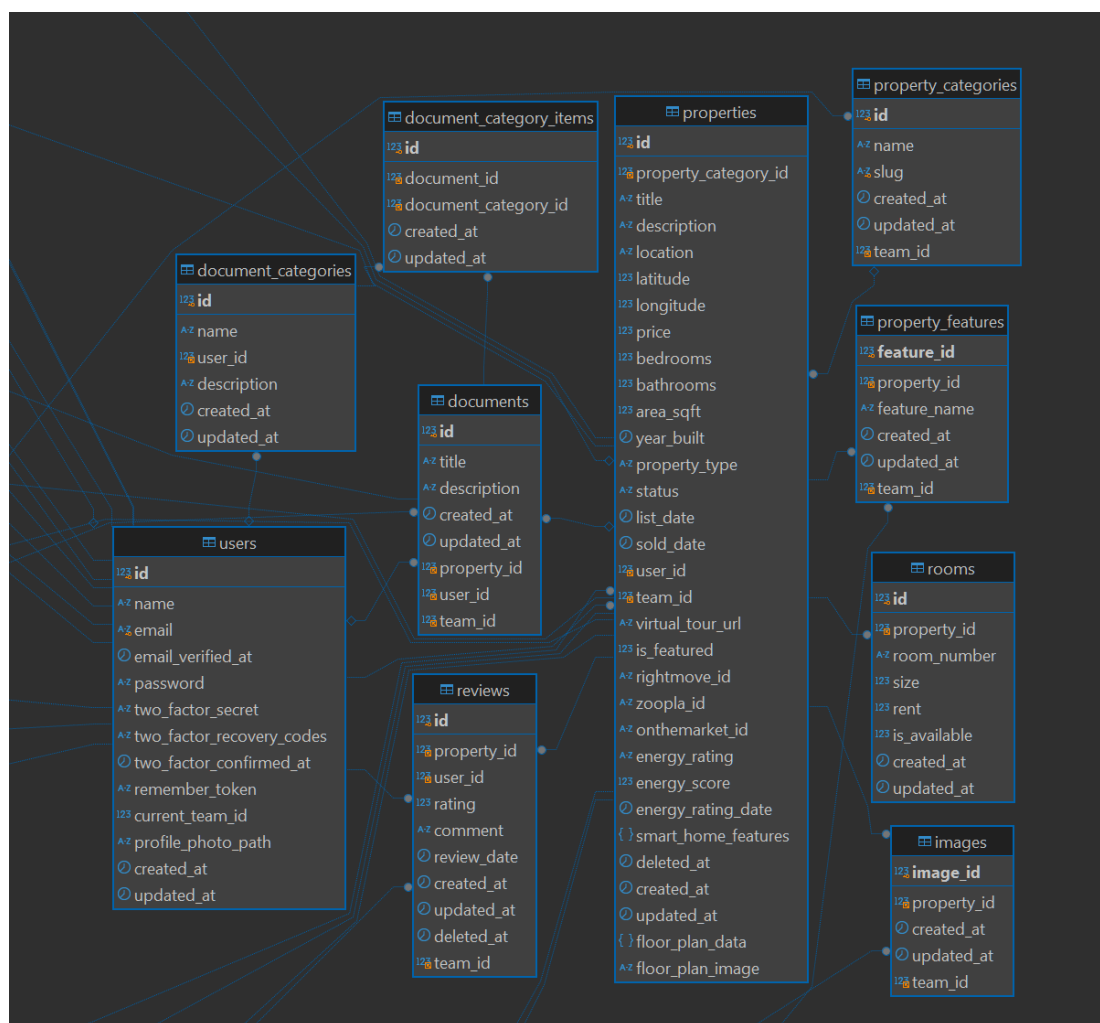 document_category_items
id
document_id
document_category_id
created_at
updated_at
document_categories
id
name
user_id
description
created_at
updated_at
documents
id
title
description
created_at
updated_at
property_id
user_id
team_id
users
id
name
email
email_verified_at
password
two_factor_secret
two_factor_recovery_codes
two_factor_confirmed_at
remember_token
current_team_id
profile_photo_path
created_at
updated_at
reviews
id
property_id
user_id
rating
comment
review_date
created_at
updated_at
deleted_at
team_id
properties
id
property_category_id
title
description
location
latitude
longitude
price
bedrooms
bathrooms
area_sqft
year_built
property_type
status
list_date
sold_date
user_id
team_id
virtual_tour_url
is_featured
rightmove_id
zoopla_id
onthemarket_id
energy_rating
energy_score
energy_rating_date
smart_home_features
deleted_at
created_at
updated_at
floor_plan_data
floor_plan_image
property_categories
id
name
slug
created_at
updated_at
team_id
property_features
feature_id
property_id
feature_name
created_at
updated_at
team_id
rooms
id
property_id
room_number
size
rent
is_available
created_at
updated_at
images
image_id
property_id
created_at
updated_at
team_id